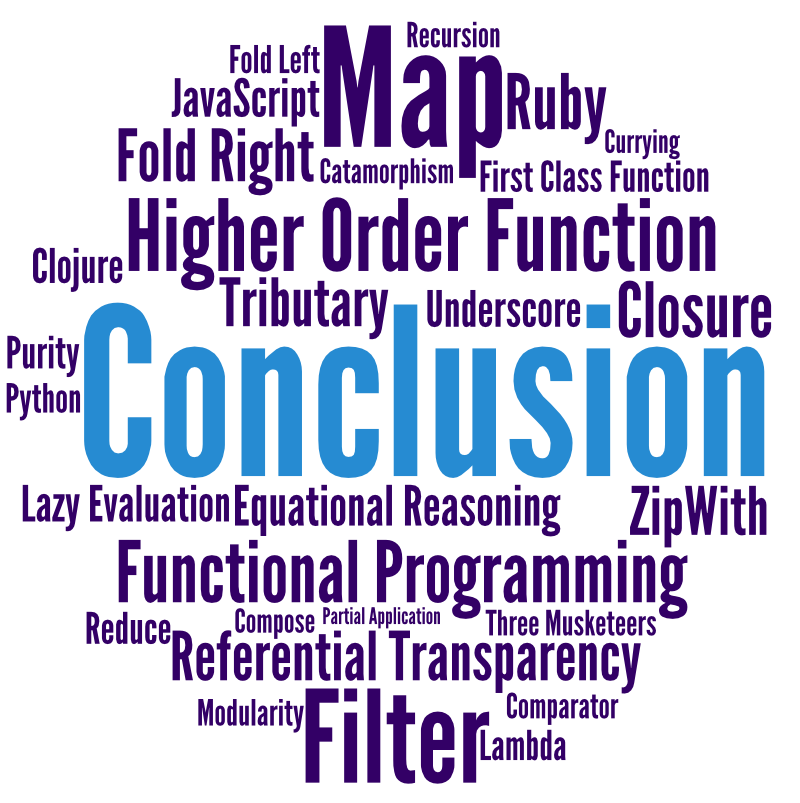 Recursion
Fold Left
Map
JavaScript
Ruby
Fold Right
Currying
Catamorphism
First Class Function
Higher Order Function
Clojure
Tributary
Underscore
Closure
Conclusion
Purity
Python
Lazy Evaluation
Equational Reasoning
ZipWith
Functional Programming
Reduce
Compose
Partial Application
Three Musketeers
Referential Transparency
Modularity
Filter
Comparator
Lambda